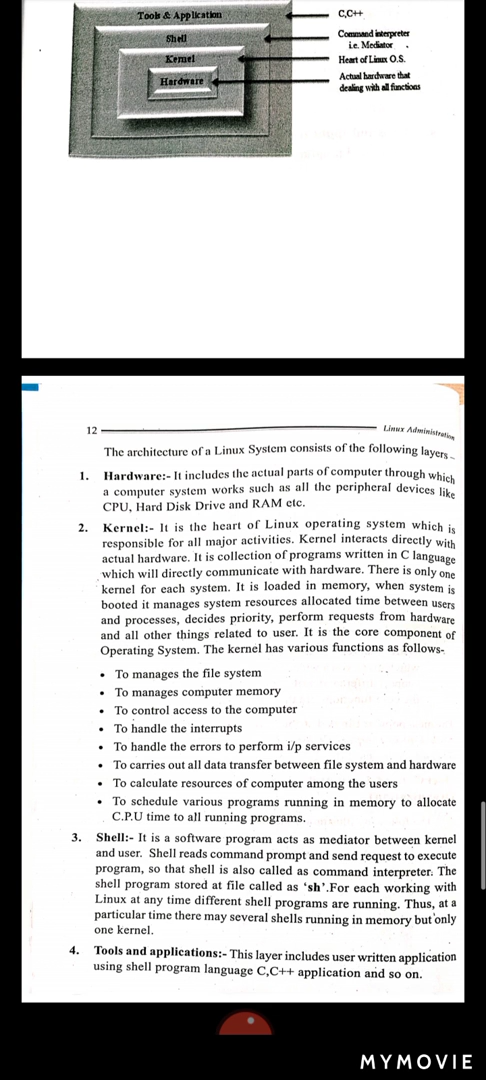 Tools & Application
C,C++
Shell
Command interpreter
i.e. Mediator
Kernel
Heart of Linux O.S.
Hardware
Actual hardware that
dealing with all functions
12
Linux Administration
The architecture of a Linux System consists of the following layers –
1. Hardware:- It includes the actual parts of computer through which
a computer system works such as all the peripheral devices like
CPU, Hard Disk Drive and RAM etc.
2. Kernel:- It is the heart of Linux operating system which is
responsible for all major activities. Kernel interacts directly with
actual hardware. It is collection of programs written in C language
which will directly communicate with hardware. There is only one
kernel for each system. It is loaded in memory, when system is
booted it manages system resources allocated time between users
and processes, decides priority, perform requests from hardware
and all other things related to user. It is the core component of
Operating System. The kernel has various functions as follows-
• To manages the file system
• To manages computer memory
• To control access to the computer
• To handle the interrupts
• To handle the errors to perform i/p services
• To carries out all data transfer between file system and hardware
• To calculate resources of computer among the users
• To schedule various programs running in memory to allocate
C.P.U time to all running programs.
3. Shell:- It is a software program acts as mediator between kernel
and user. Shell reads command prompt and send request to execute
program, so that shell is also called as command interpreter. The
shell program stored at file called as 'sh'.For each working with
Linux at any time different shell programs are running. Thus, at a
particular time there may several shells running in memory but only
one kernel.
4. Tools and applications:- This layer includes user written application
using shell program language C,C++ application and so on.
MYMOVIE